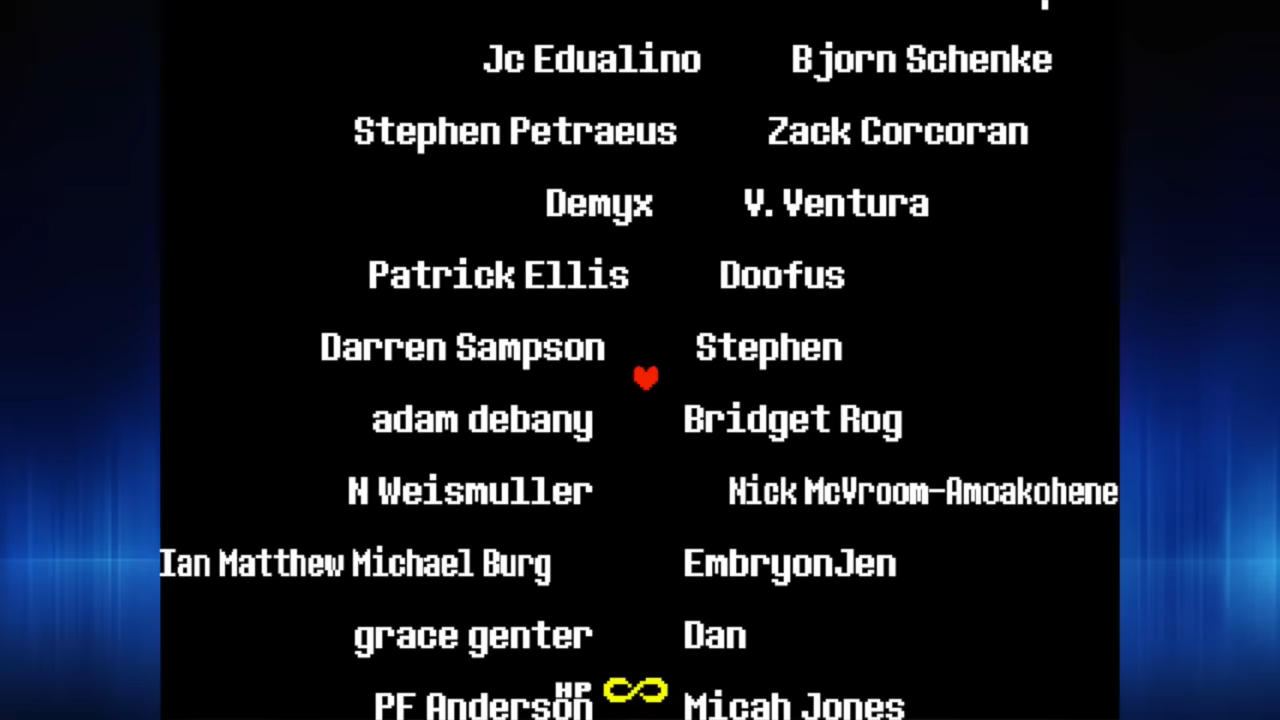 Jc Edualino Bjorn Schenke
Stephen Petraeus Zack Corcoran
Demyx V. Ventura
Patrick Ellis Doofus
Darren Sampson Stephen
adam debany Bridget Rog
N Weismuller Nick McVroom-Amoakohene
Ian Matthew Michael Burg EmbryonJen
grace genter Dan
HP ∞
PF Anderson Micah Jones